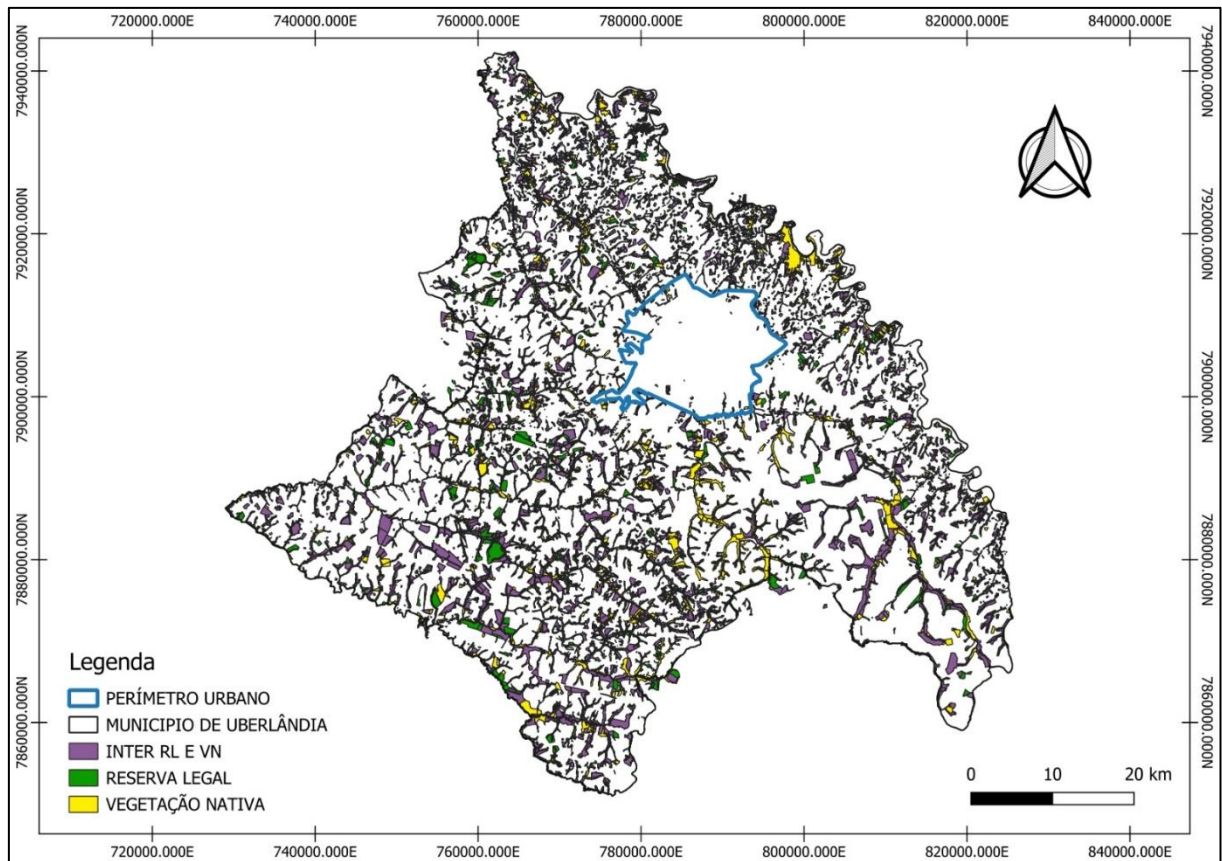 720000.000E 740000.000E 760000.000E 780000.000E 800000.000E 820000.000E 840000.000E
7940000.000N 7940000.000N
7920000.000N 7920000.000N
7900000.000N 7900000.000N
7880000.000N 7880000.000N
7860000.000N 7860000.000N
Legenda
PERÍMETRO URBANO
MUNICIPIO DE UBERLÂNDIA
INTER RL E VN
RESERVA LEGAL
VEGETAÇÃO NATIVA
0 10 20 km
720000.000E 740000.000E 760000.000E 780000.000E 800000.000E 820000.000E 840000.000E